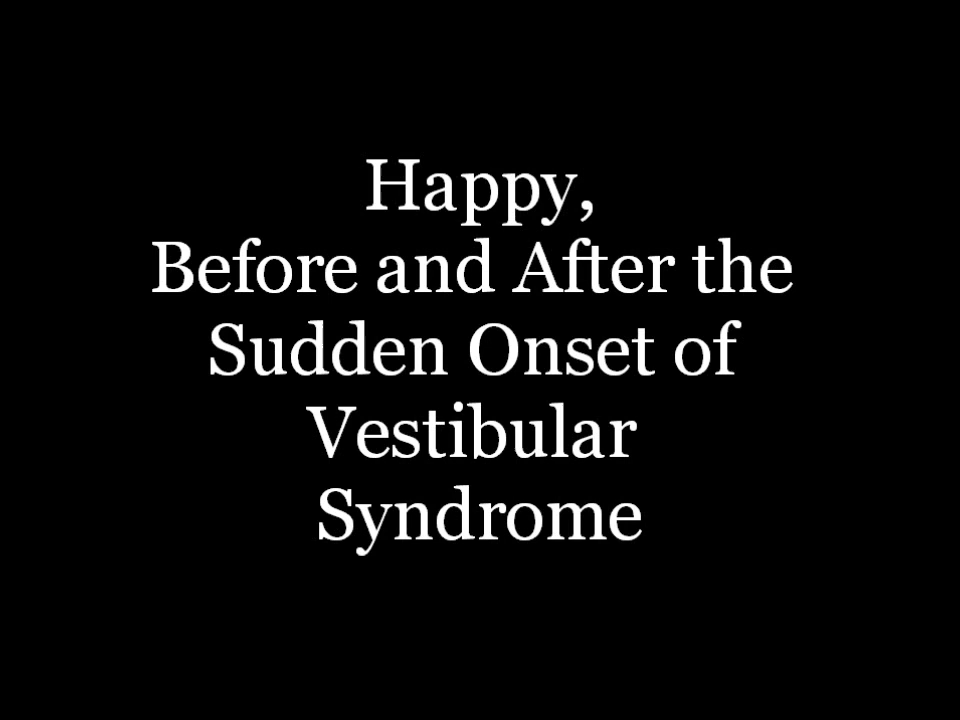 Happy,
Before and After the
Sudden Onset of
Vestibular
Syndrome